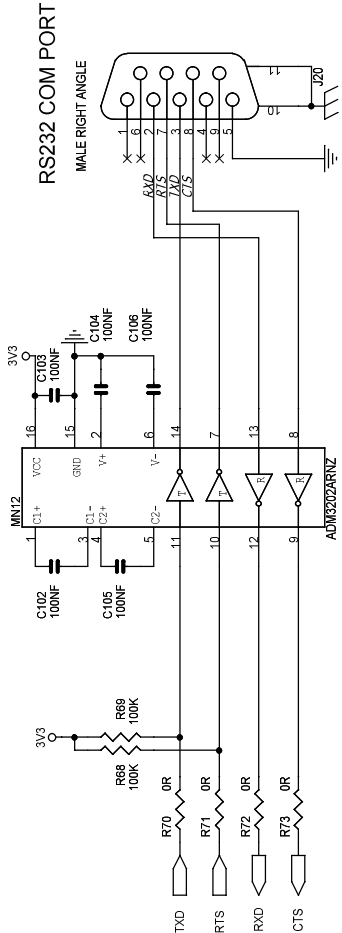 RS232 COM PORT
MALE RIGHT ANGLE
J20
11
10
1
6
2
7
3
8
4
9
5
RXD
RTS
TXD
CTS
3V3
C103
100NF
C104
100NF
C106
100NF
16
15
2
6
14
7
13
8
MN12
VCC
GND
V+
V-
C1+
C1-
C2+
C2-
T
T
R
R
ADM3202ARNZ
1
3
4
5
11
10
12
9
C102
100NF
C105
100NF
3V3
R69
100K
R68
100K
R70
0R
R71
0R
R72
0R
R73
0R
TXD
RTS
RXD
CTS